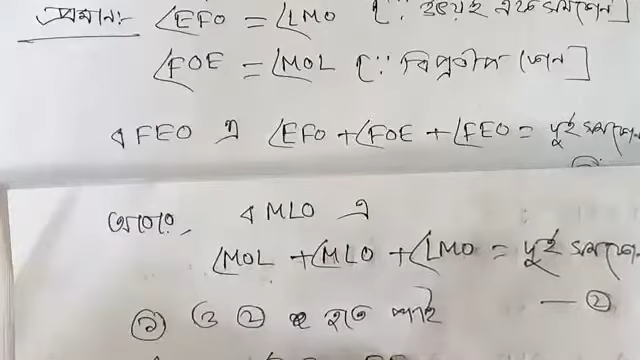 প্রমাণঃ ∠EFO = ∠LMO [∵ উভয়ই এক সমকোণ]
∠FOE = ∠MOL [∵ বিপ্রতীপ কোণ]
△FEO এ ∠EFO + ∠FOE + ∠FEO = দুই সমকোণ
আবার, △MLO এ
∠MOL + ∠MLO + ∠LMO = দুই সমকোণ
— ②
① ও ② হতে পাই